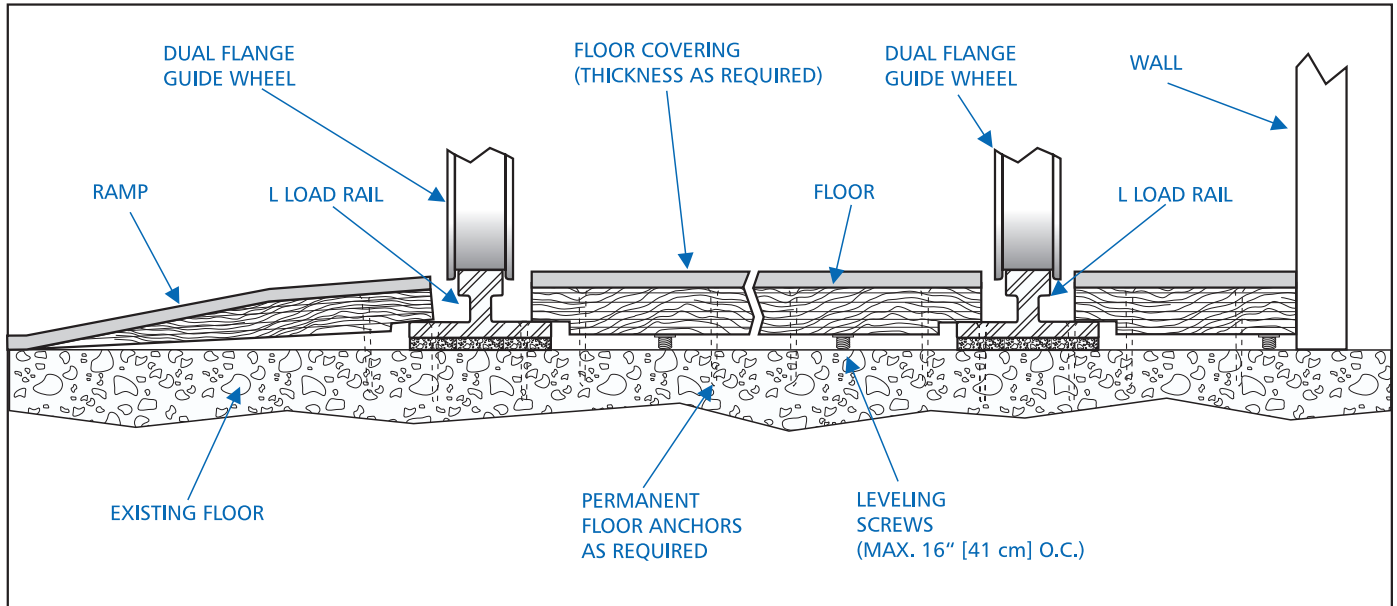 DUAL FLANGE
GUIDE WHEEL
FLOOR COVERING
(THICKNESS AS REQUIRED)
DUAL FLANGE
GUIDE WHEEL
WALL
RAMP
L LOAD RAIL
FLOOR
L LOAD RAIL
EXISTING FLOOR
PERMANENT
FLOOR ANCHORS
AS REQUIRED
LEVELING
SCREWS
(MAX. 16“ [41 cm] O.C.)